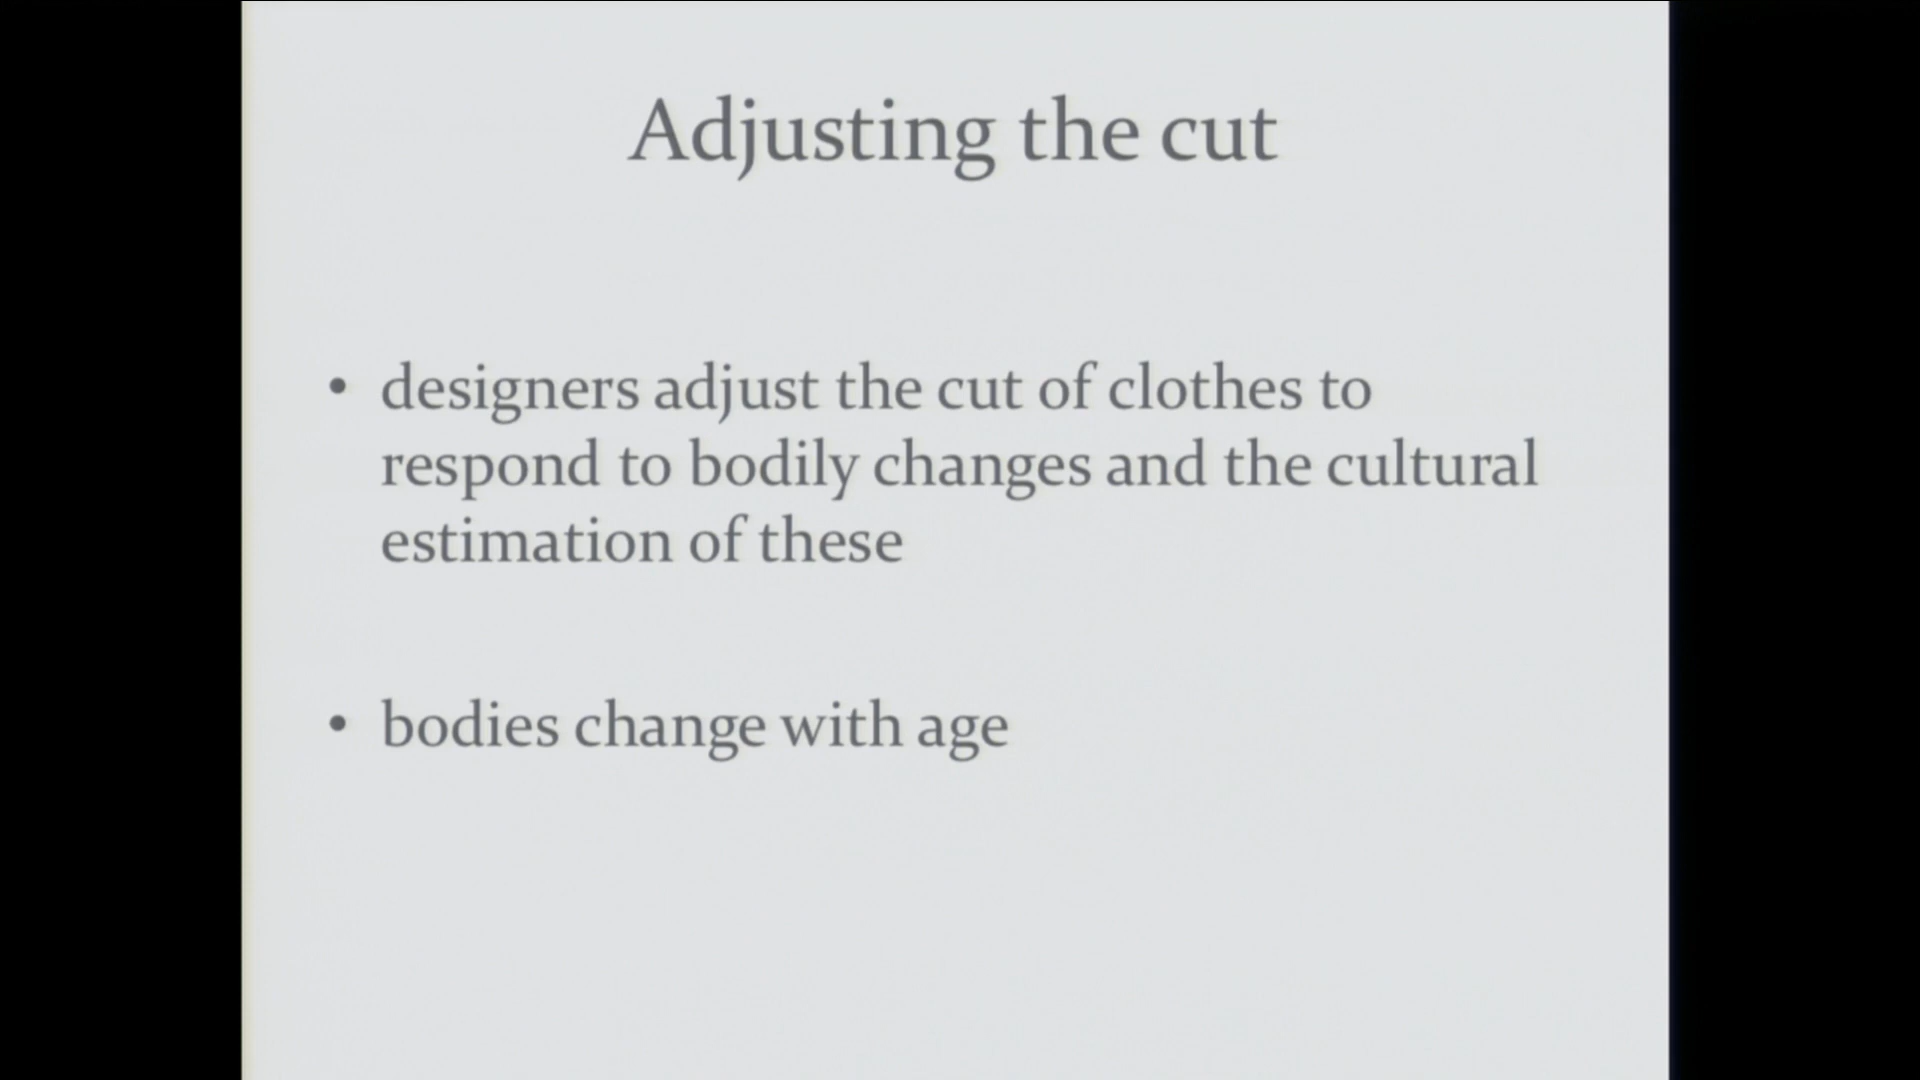 Adjusting the cut
• designers adjust the cut of clothes to
respond to bodily changes and the cultural
estimation of these
• bodies change with age